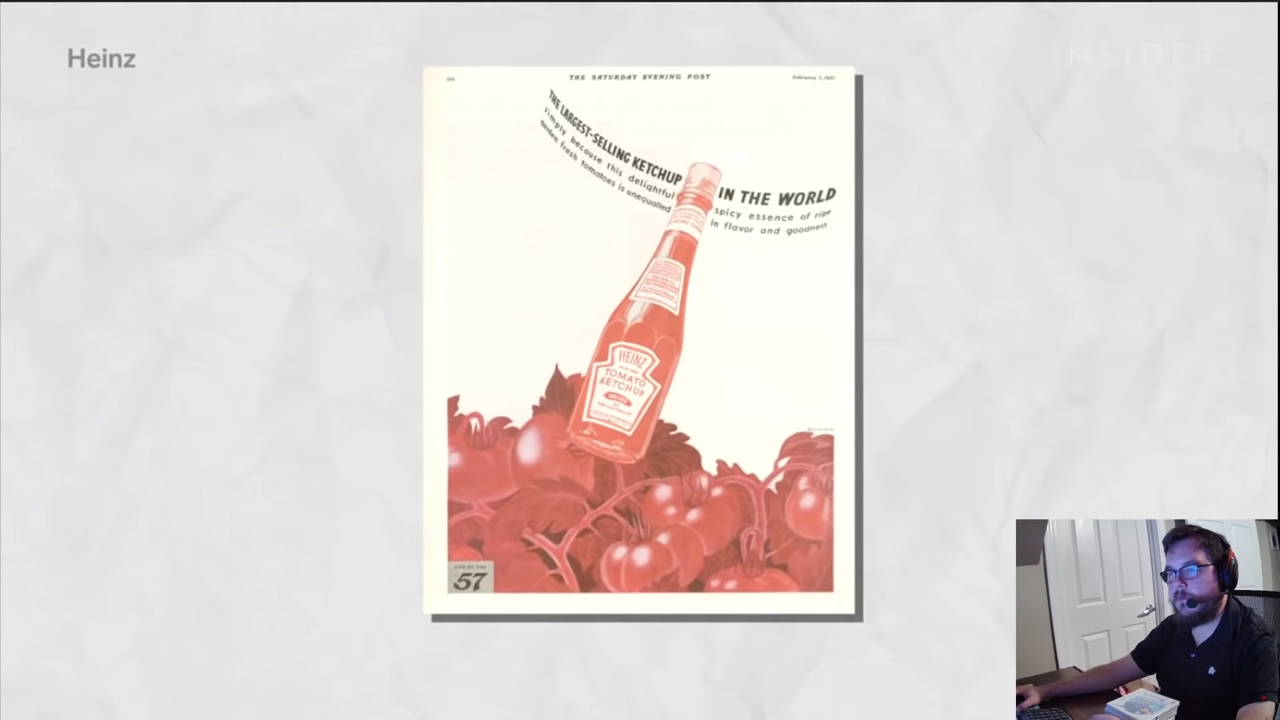 Heinz
INSIDER
THE SATURDAY EVENING POST
THE LARGEST-SELLING KETCHUP IN THE WORLD
simply because this delightful spicy essence of ripe
garden fresh tomatoes is unequalled in flavor and goodness
HEINZ
TOMATO
KETCHUP
57